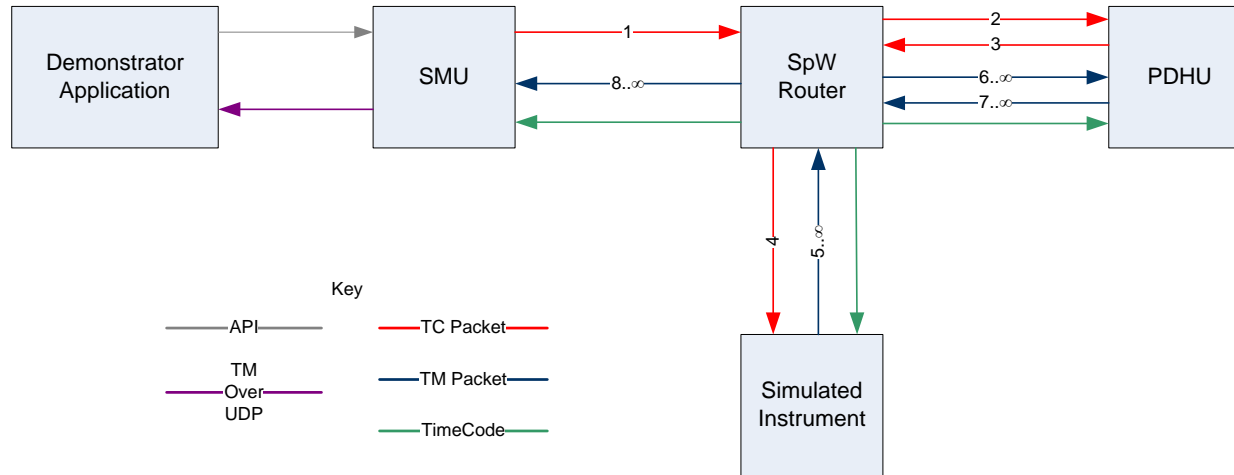 Demonstrator
Application
SMU
SpW
Router
PDHU
1
2
3
8..∞
6..∞
7..∞
4
5..∞
Simulated
Instrument
Key
API
TM
Over
UDP
TC Packet
TM Packet
TimeCode